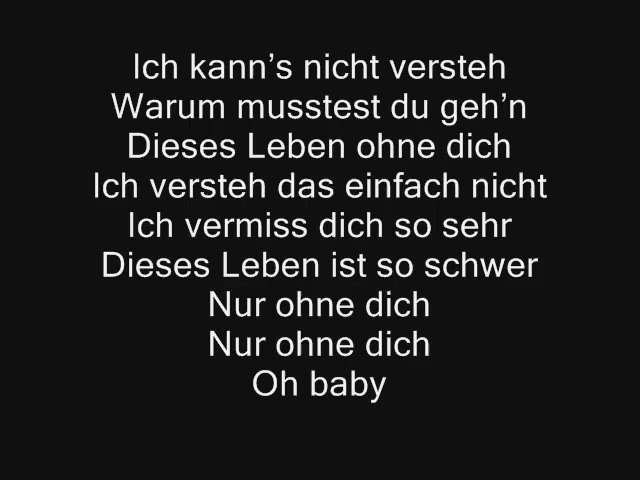 Ich kann’s nicht versteh
Warum musstest du geh’n
Dieses Leben ohne dich
Ich versteh das einfach nicht
Ich vermiss dich so sehr
Dieses Leben ist so schwer
Nur ohne dich
Nur ohne dich
Oh baby